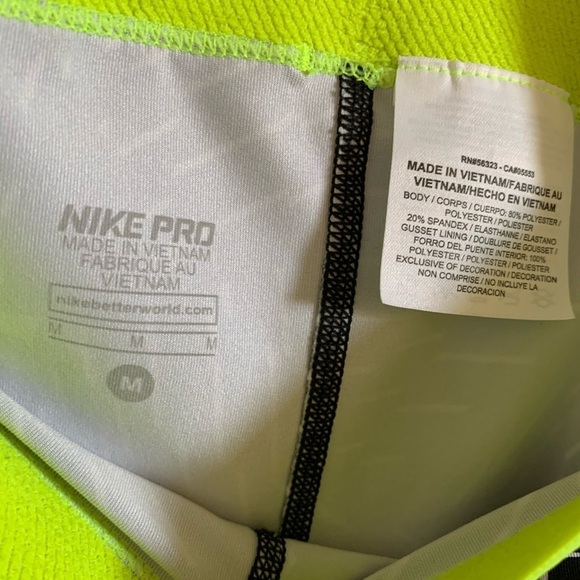 NIKE PRO
MADE IN VIETNAM
FABRIQUE AU
VIETNAM
nikebetterworld.com
M M M
M
RN#56323 - CA#05553
MADE IN VIETNAM/FABRIQUE AU
VIETNAM/HECHO EN VIETNAM
BODY / CORPS / CUERPO: 80% POLYESTER /
POLYESTER / POLIESTER
20% SPANDEX / ELASTHANNE / ELASTANO
GUSSET LINING / DOUBLURE DE GOUSSET /
FORRO DEL PUENTE INTERIOR: 100%
POLYESTER / POLYESTER / POLIESTER
EXCLUSIVE OF DECORATION / DECORATION
NON COMPRISE / NO INCLUYE LA
DECORACION